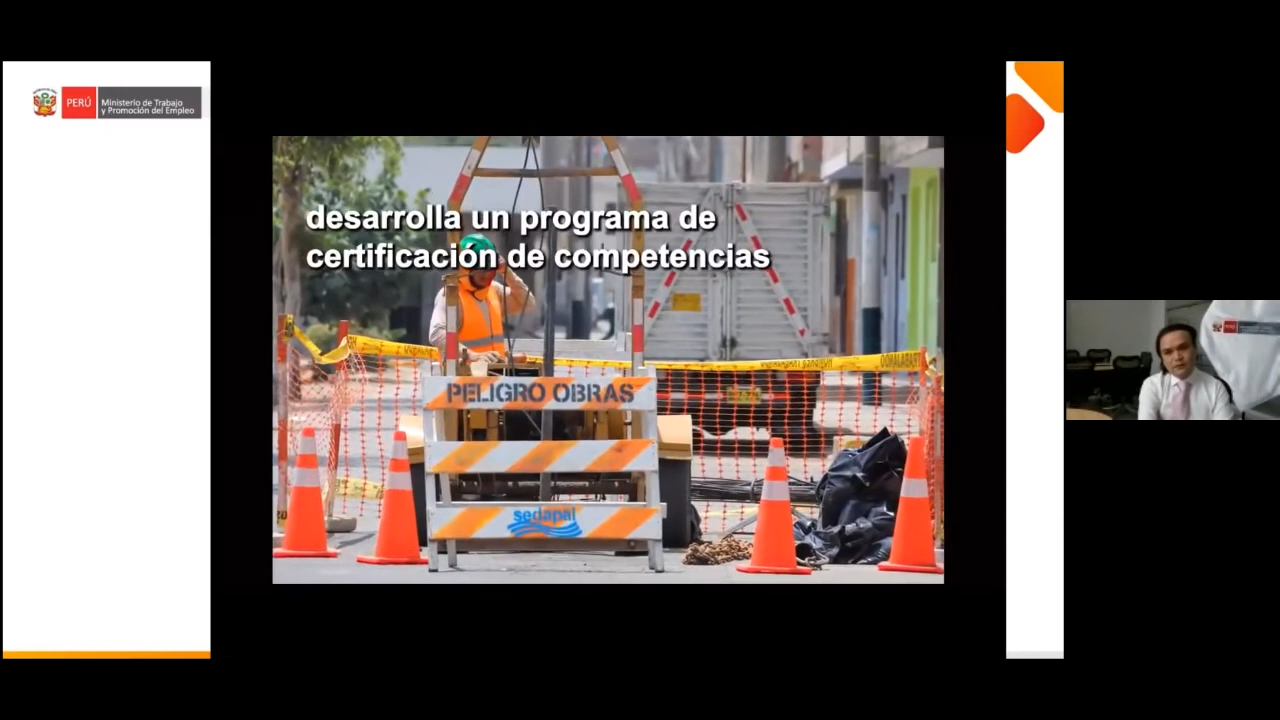 PERÚ
Ministerio de Trabajo
y Promoción del Empleo
desarrolla un programa de
certificación de competencias
PELIGRO OBRAS
sedapal